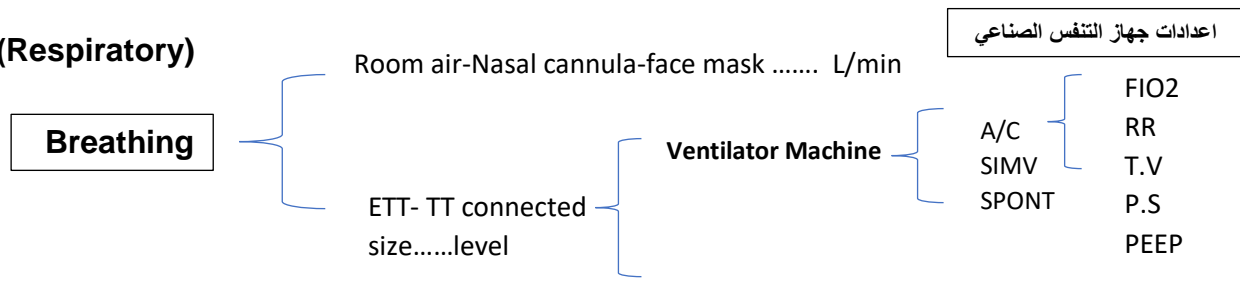 اعدادات جهاز التنفس الصناعي
(Respiratory)
Room air-Nasal cannula-face mask ……. L/min
Breathing
ETT- TT connected
size……level
Ventilator Machine
A/C
SIMV
SPONT
FIO2
RR
T.V
P.S
PEEP